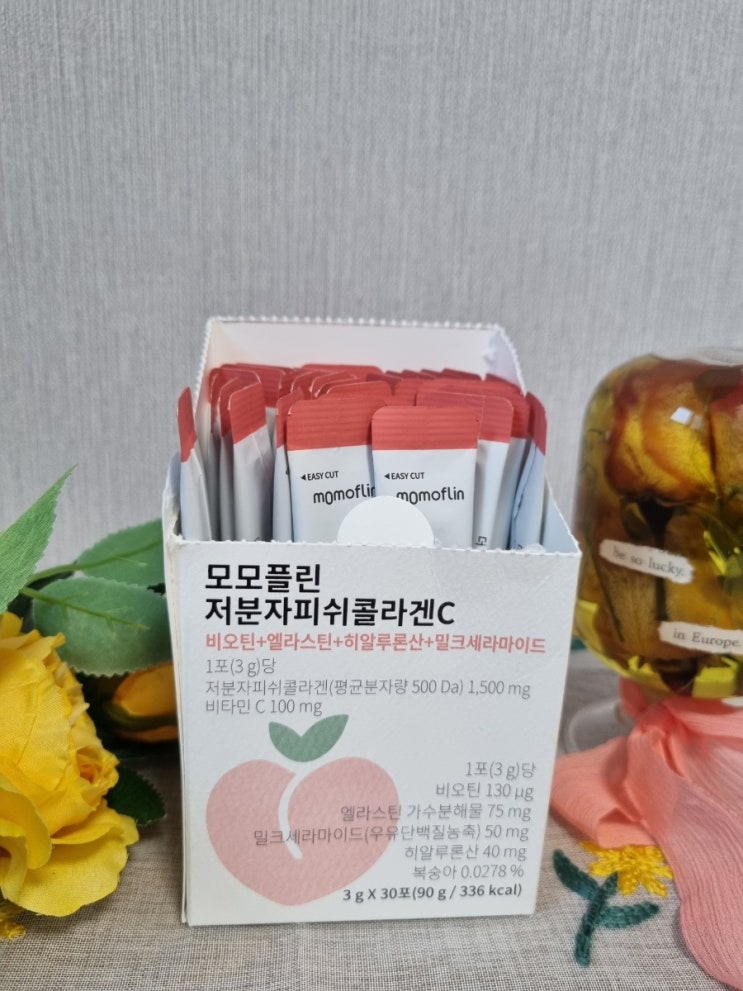 ◀EASY CUT
momoflin
◀EASY CUT
momoflin
모모플린
저분자피쉬콜라겐C
비오틴+엘라스틴+히알루론산+밀크세라마이드
1포(3 g)당
저분자피쉬콜라겐(평균분자량 500 Da) 1,500 mg
비타민 C 100 mg
1포(3 g)당
비오틴 130 µg
엘라스틴 가수분해물 75 mg
밀크세라마이드(우유단백질농축) 50 mg
히알루론산 40 mg
복숭아 0.0278 %
3 g X 30포(90 g / 336 kcal)
be so lucky.
in Europe.